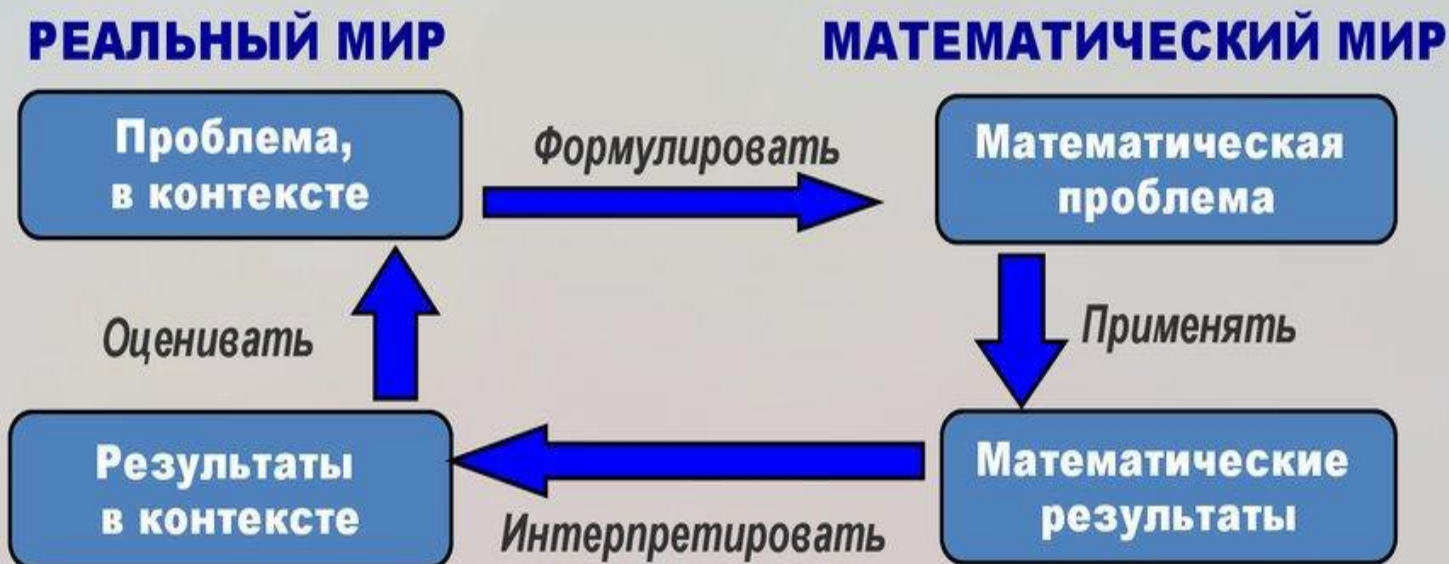 РЕАЛЬНЫЙ МИР
МАТЕМАТИЧЕСКИЙ МИР
Проблема,
в контексте
Формулировать
Математическая
проблема
Оценивать
Применять
Результаты
в контексте
Интерпретировать
Математические
результаты